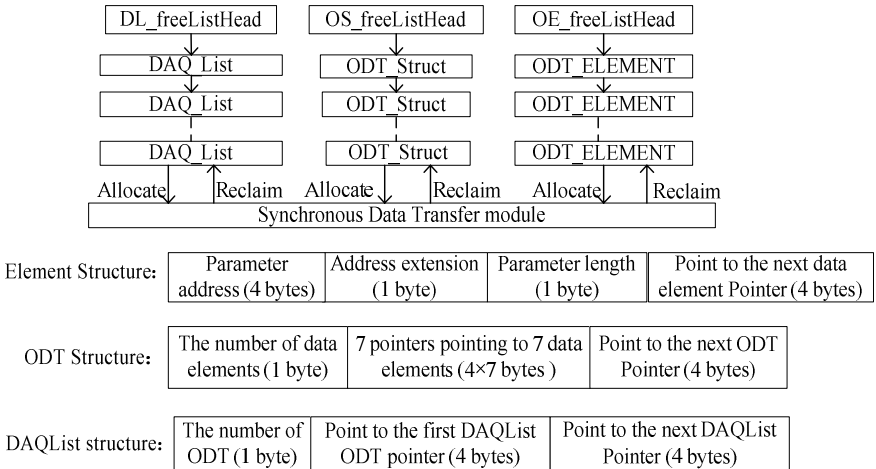 DL_freeListHead OS_freeListHead OE_freeListHead
DAQ_List ODT_Struct ODT_ELEMENT
DAQ_List ODT_Struct ODT_ELEMENT
DAQ_List ODT_Struct ODT_ELEMENT
Allocate Reclaim Allocate Reclaim Allocate Reclaim
Synchronous Data Transfer module
Element Structure:
Parameter
address (4 bytes)
Address extension
(1 byte)
Parameter length
(1 byte)
Point to the next data
element Pointer (4 bytes)
ODT Structure:
The number of data
elements (1 byte)
7 pointers pointing to 7 data
elements (4×7 bytes )
Point to the next ODT
Pointer (4 bytes)
DAQList structure:
The number of
ODT (1 byte)
Point to the first DAQList
ODT pointer (4 bytes)
Point to the next DAQList
Pointer (4 bytes)